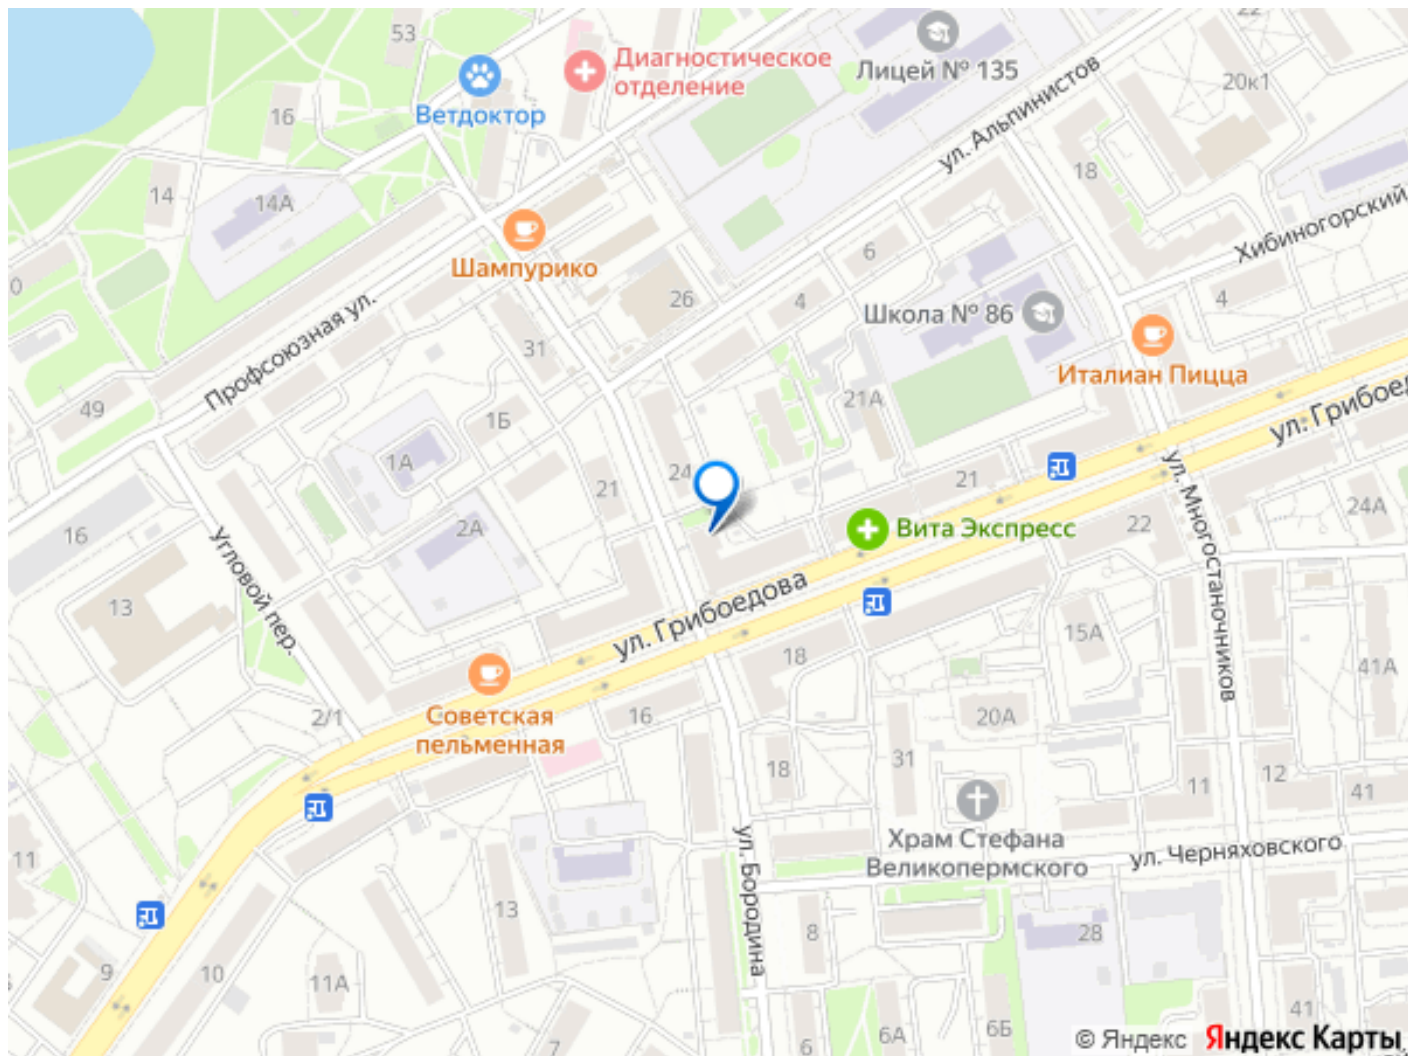 53
Диагностическое
отделение
Лицей № 135
22
20к1
Ветдоктор
16
ул. Альпинистов
18
14
14А
Хибиногорский
Шампурико
6
0
26
4
4
Школа № 86
Профсоюзная ул.
31
Италиан Пицца
49
1Б
21А
ул. Грибоед
1А
24
21
21
2А
16
Вита Экспресс
22
24А
Угловой пер.
ул. Многостаночников
13
ул. Грибоедова
15А
18
41А
2/1
Советская
пельменная
16
20А
31
18
11
12
41
Храм Стефана
Великопермского
ул. Черняховского
11
ул. Бородина
13
8
28
9
10
11А
7
6
6А
6Б
41
© Яндекс Яндекс Карты